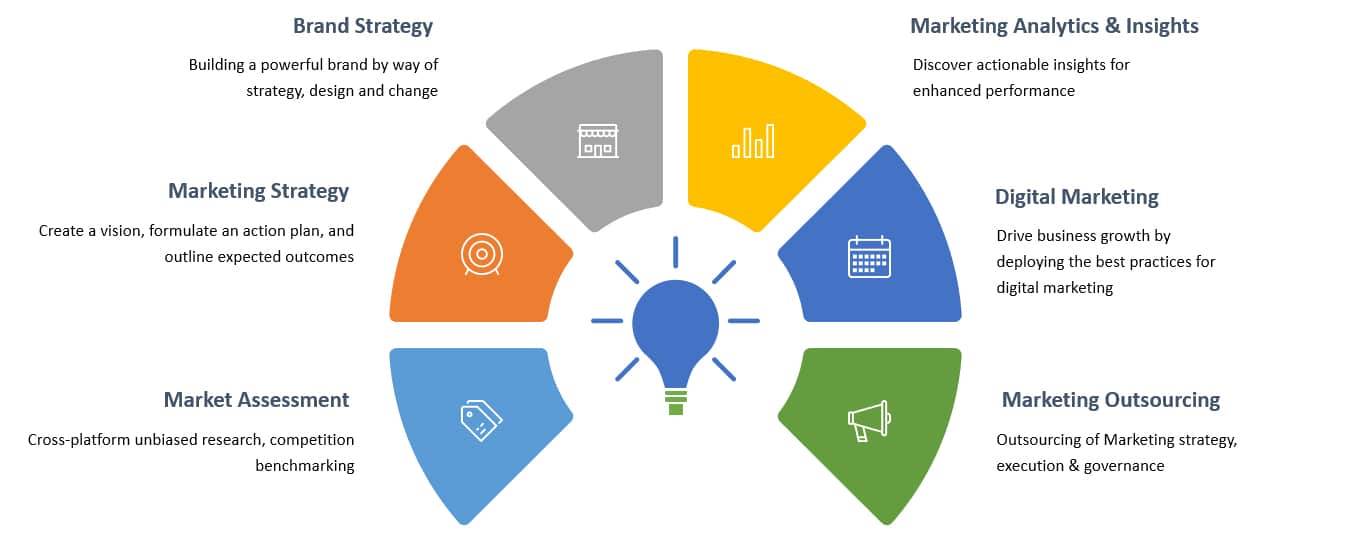 Brand Strategy
Building a powerful brand by way of
strategy, design and change
Marketing Strategy
Create a vision, formulate an action plan, and
outline expected outcomes
Market Assessment
Cross-platform unbiased research, competition
benchmarking
Marketing Analytics & Insights
Discover actionable insights for
enhanced performance
Digital Marketing
Drive business growth by
deploying the best practices for
digital marketing
Marketing Outsourcing
Outsourcing of Marketing strategy,
execution & governance